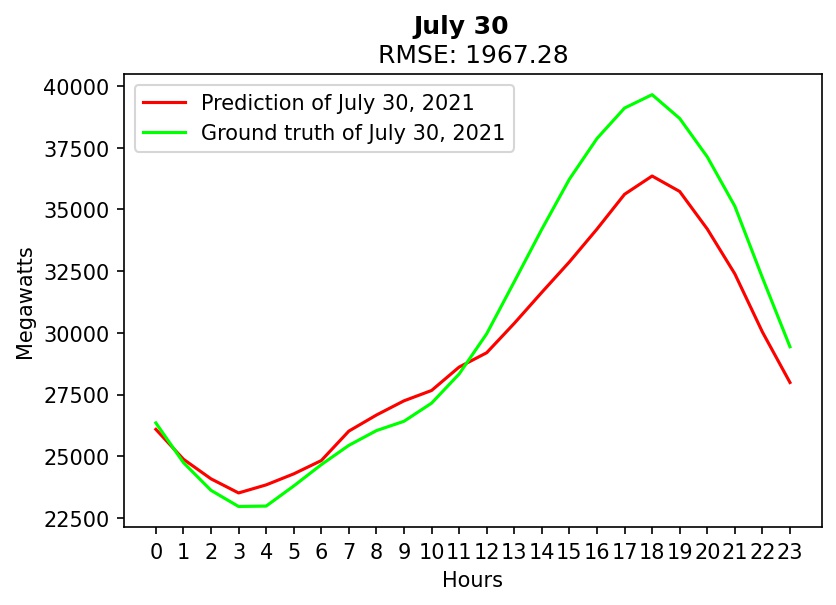 July 30
RMSE: 1967.28
Prediction of July 30, 2021
Ground truth of July 30, 2021
40000
37500
35000
32500
30000
27500
25000
22500
Megawatts
0 1 2 3 4 5 6 7 8 9 10 11 12 13 14 15 16 17 18 19 20 21 22 23
Hours